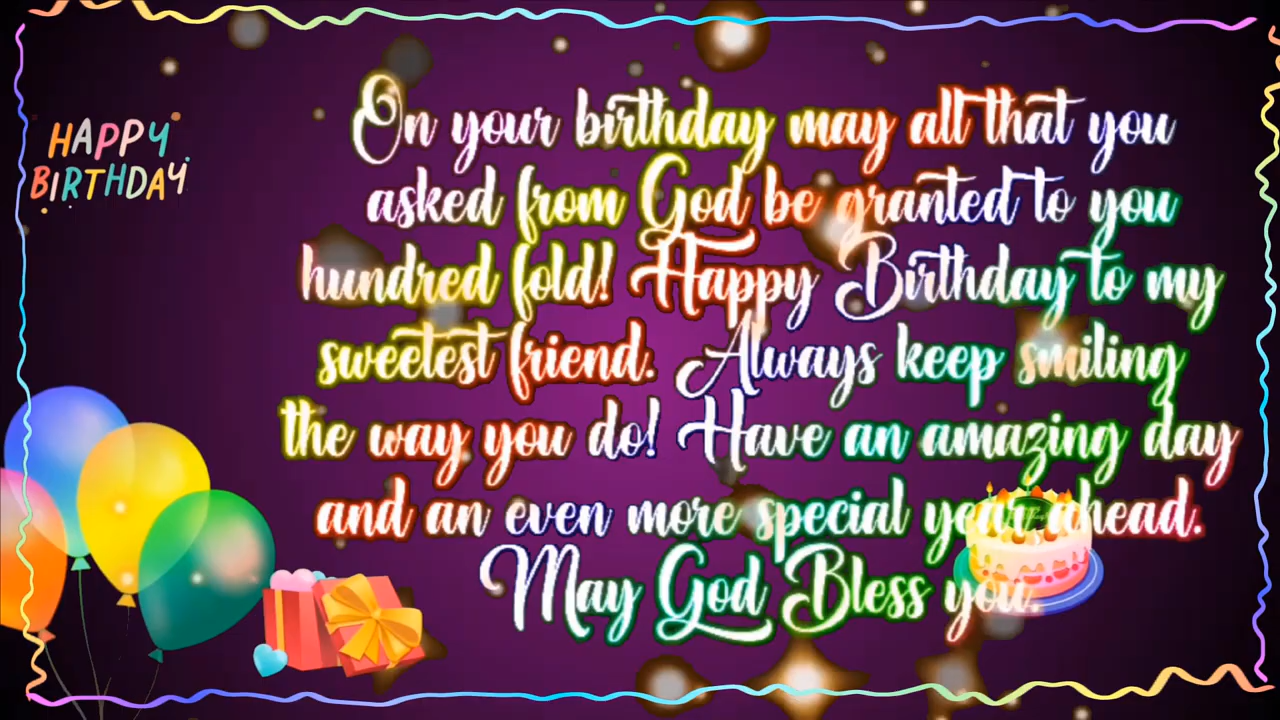 HAPPY
BIRTHDAY
On your birthday may all that you
asked from God be granted to you
hundred fold! Happy Birthday to my
sweetest friend. Always keep smiling
the way you do! Have an amazing day
and an even more special year ahead.
May God Bless you.